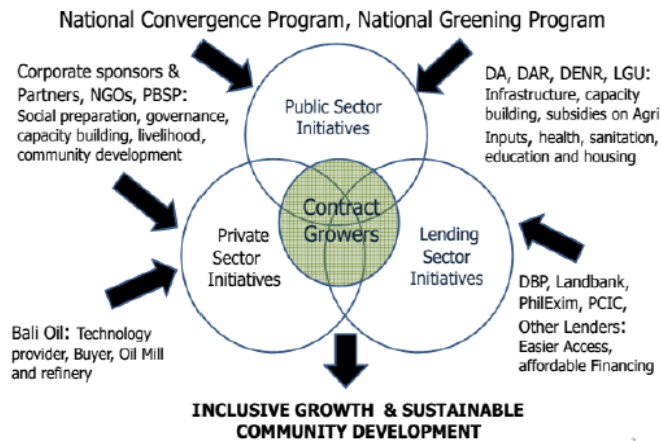 National Convergence Program, National Greening Program
Corporate sponsors &
Partners, NGOs, PBSP:
Social preparation, governance,
capacity building, livelihood,
community development
DA, DAR, DENR, LGU:
Infrastructure, capacity
building, subsidies on Agri
Inputs, health, sanitation,
education and housing
Public Sector
Initiatives
Contract
Growers
Private
Sector
Initiatives
Lending
Sector
Initiatives
Bali Oil: Technology
provider, Buyer, Oil Mill
and refinery
DBP, Landbank,
PhilExim, PCIC,
Other Lenders:
Easier Access,
affordable Financing
INCLUSIVE GROWTH & SUSTAINABLE
COMMUNITY DEVELOPMENT